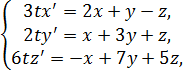 3tx′ = 2x + y − z,
2ty′ = x + 3y + z,
6tz′ = −x + 7y + 5z,